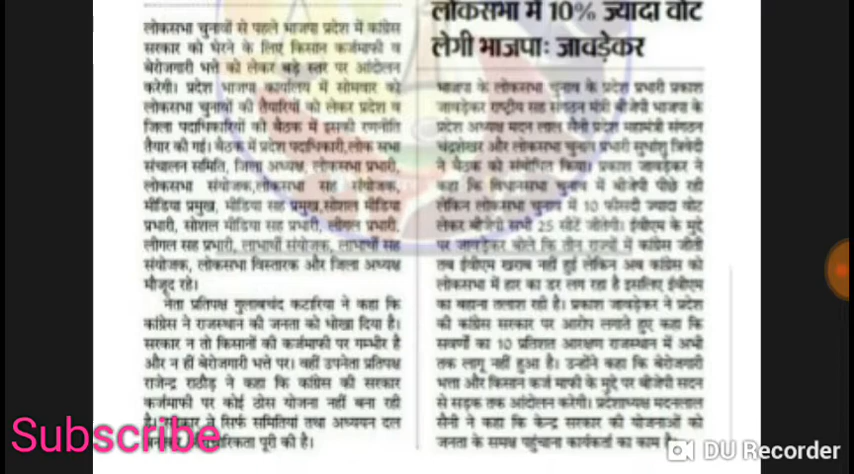 लोकसभा चुनावों से पहले भाजपा प्रदेश में कांग्रेस
सरकार को घेरने के लिए किसान कर्जमाफी व
बेरोजगारी भत्ते को लेकर बड़े स्तर पर आंदोलन
करेगी। प्रदेश भाजपा कार्यालय में सोमवार को
लोकसभा चुनावों की तैयारियों को लेकर प्रदेश व
जिला पदाधिकारियों की बैठक में इसकी रणनीति
तैयार की गई। बैठक में प्रदेश पदाधिकारी,लोक सभा
संचालन समिति, जिला अध्यक्ष, लोकसभा प्रभारी,
लोकसभा संयोजक,लोकसभा सह संयोजक,
मीडिया प्रमुख, मीडिया सह प्रमुख,सोशल मीडिया
प्रभारी, सोशल मीडिया सह प्रभारी, लीगल प्रभारी,
लीगल सह प्रभारी, लाभार्थी संयोजक, लाभार्थी सह
संयोजक, लोकसभा विस्तारक और जिला अध्यक्ष
मौजूद रहे।
नेता प्रतिपक्ष गुलाबचंद कटारिया ने कहा कि
कांग्रेस ने राजस्थान की जनता को धोखा दिया है।
सरकार न तो किसानों की कर्जमाफी पर गम्भीर है
और न हीं बेरोजगारी भत्ते पर। वहीं उपनेता प्रतिपक्ष
राजेन्द्र राठौड़ ने कहा कि कांग्रेस की सरकार
कर्जमाफी पर कोई ठोस योजना नहीं बना रही
है। सरकार ने सिर्फ समितियां तथा अध्ययन दल
पूरी की है।
लोकसभा में 10% ज्यादा वोट
लेगी भाजपाः जावड़ेकर
भाजपा के लोकसभा चुनाव के प्रदेश प्रभारी प्रकाश
जावड़ेकर राष्ट्रीय सह संगठन मंत्री बीजेपी भाजपा के
प्रदेश अध्यक्ष मदन लाल सैनी प्रदेश महामंत्री संगठन
चंद्रशेखर और लोकसभा चुनाव प्रभारी सुधांशु त्रिवेदी
ने बैठक को संबोधित किया। प्रकाश जावड़ेकर ने
कहा कि विधानसभा चुनाव में बीजेपी पीछे रही
लेकिन लोकसभा चुनाव में 10 फीसदी ज्यादा वोट
लेकर बीजेपी सभी 25 सीटें जीतेगी। ईवीएम के मुद्दे
पर जावड़ेकर बोले कि तीन राज्यों में कांग्रेस जीती
तब ईवीएम खराब नहीं हुई लेकिन अब कांग्रेस को
लोकसभा में हार का डर लग रहा है इसलिए ईवीएम
का बहाना तलाश रही है। प्रकाश जावड़ेकर ने प्रदेश
की कांग्रेस सरकार पर आरोप लगाते हुए कहा कि
सवर्णों का 10 प्रतिशत आरक्षण राजस्थान में अभी
तक लागू नहीं हुआ है। उन्होंने कहा कि बेरोजगारी
भत्ता और किसान कर्ज माफी के मुद्दे पर बीजेपी सदन
से सड़क तक आंदोलन करेगी। प्रदेशाध्यक्ष मदनलाल
सैनी ने कहा कि केन्द्र सरकार की योजनाओं को
जनता के समक्ष पहुंचाना कार्यकर्ता का काम है
Subscribe
DU Recorder